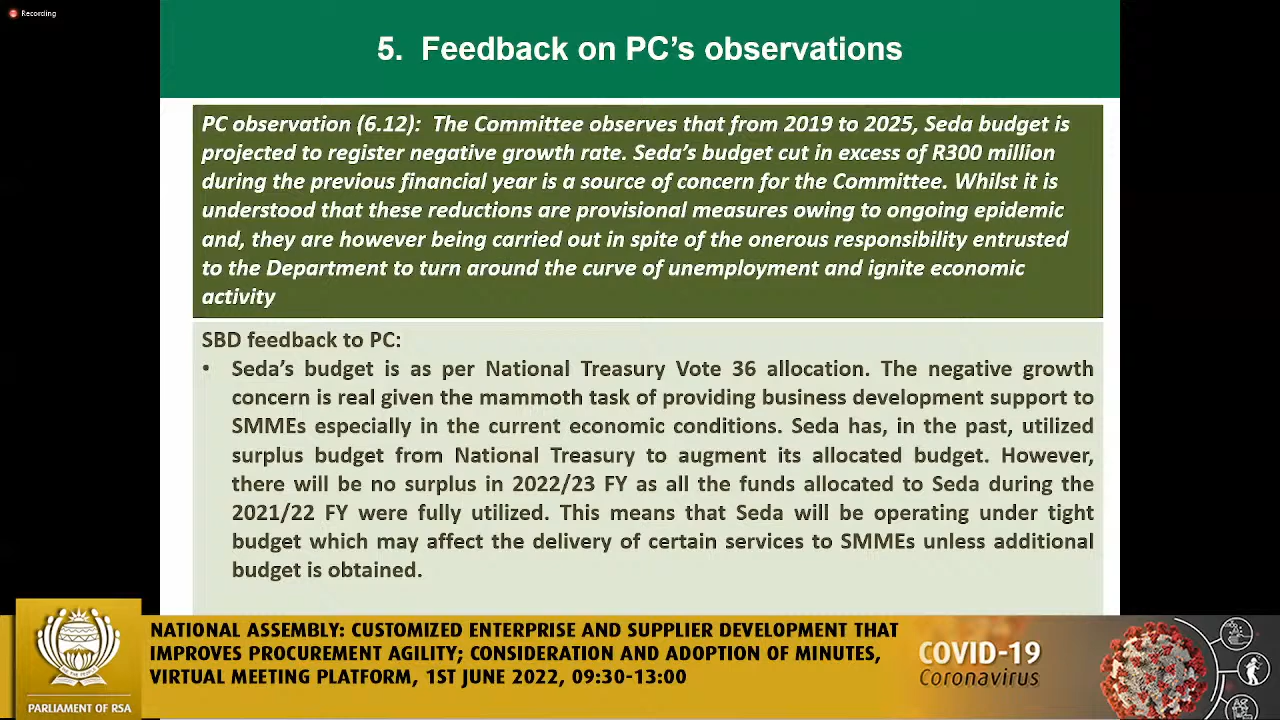 Recording
5. Feedback on PC's observations
PC observation (6.12): The Committee observes that from 2019 to 2025, Seda budget is
projected to register negative growth rate. Seda's budget cut in excess of R300 million
during the previous financial year is a source of concern for the Committee. Whilst it is
understood that these reductions are provisional measures owing to ongoing epidemic
and, they are however being carried out in spite of the onerous responsibility entrusted
to the Department to turn around the curve of unemployment and ignite economic
activity
SBD feedback to PC:
• Seda's budget is as per National Treasury Vote 36 allocation. The negative growth
concern is real given the mammoth task of providing business development support to
SMMEs especially in the current economic conditions. Seda has, in the past, utilized
surplus budget from National Treasury to augment its allocated budget. However,
there will be no surplus in 2022/23 FY as all the funds allocated to Seda during the
2021/22 FY were fully utilized. This means that Seda will be operating under tight
budget which may affect the delivery of certain services to SMMEs unless additional
budget is obtained.
NATIONAL ASSEMBLY: CUSTOMIZED ENTERPRISE AND SUPPLIER DEVELOPMENT THAT
IMPROVES PROCUREMENT AGILITY; CONSIDERATION AND ADOPTION OF MINUTES,
VIRTUAL MEETING PLATFORM, 1ST JUNE 2022, 09:30-13:00
PARLIAMENT OF RSA
COVID-19
Coronavirus